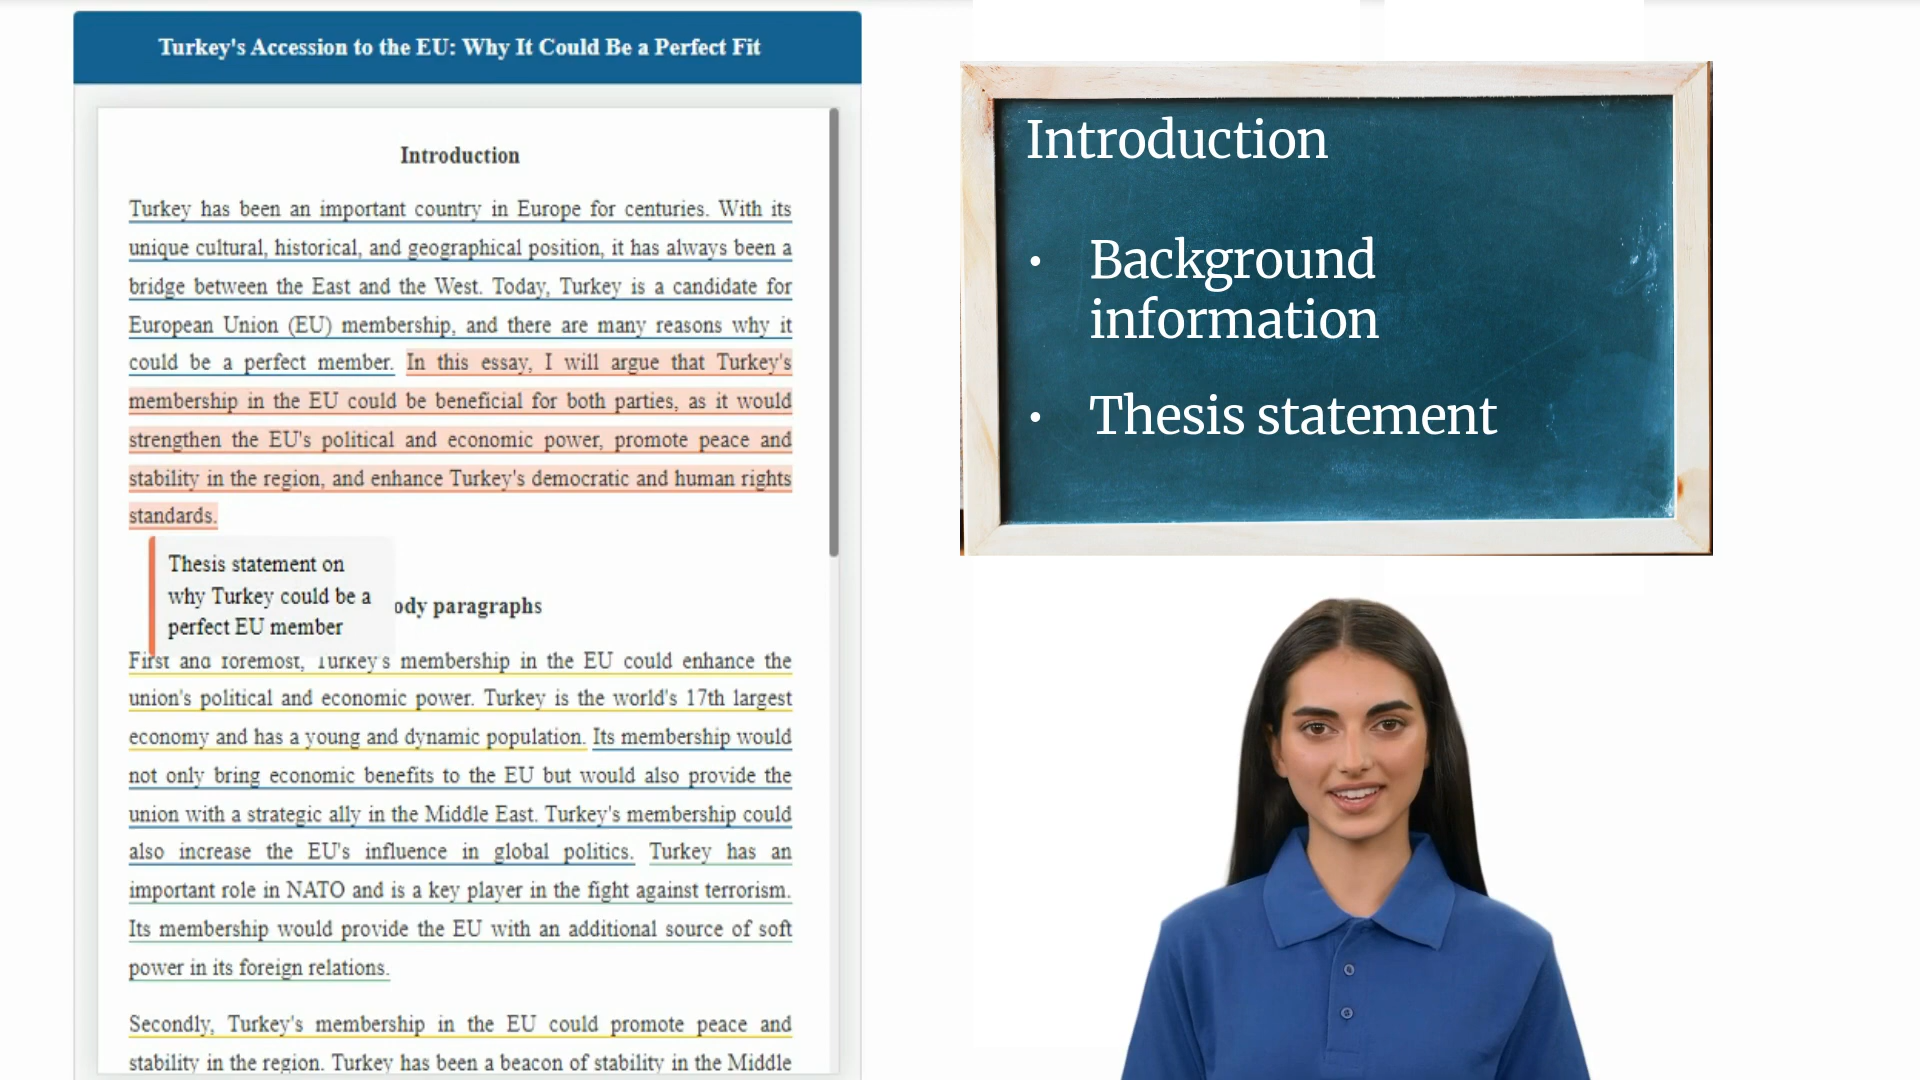 Turkey's Accession to the EU: Why It Could Be a Perfect Fit
Introduction
Turkey has been an important country in Europe for centuries. With its
unique cultural, historical, and geographical position, it has always been a
bridge between the East and the West. Today, Turkey is a candidate for
European Union (EU) membership, and there are many reasons why it
could be a perfect member. In this essay, I will argue that Turkey's
membership in the EU could be beneficial for both parties, as it would
strengthen the EU's political and economic power, promote peace and
stability in the region, and enhance Turkey's democratic and human rights
standards.
Thesis statement on
why Turkey could be a
perfect EU member
ody paragraphs
First and foremost, Turkey's membership in the EU could enhance the
union's political and economic power. Turkey is the world's 17th largest
economy and has a young and dynamic population. Its membership would
not only bring economic benefits to the EU but would also provide the
union with a strategic ally in the Middle East. Turkey's membership could
also increase the EU's influence in global politics. Turkey has an
important role in NATO and is a key player in the fight against terrorism.
Its membership would provide the EU with an additional source of soft
power in its foreign relations.
Secondly, Turkey's membership in the EU could promote peace and
stability in the region. Turkey has been a beacon of stability in the Middle
Introduction
• Background
information
• Thesis statement